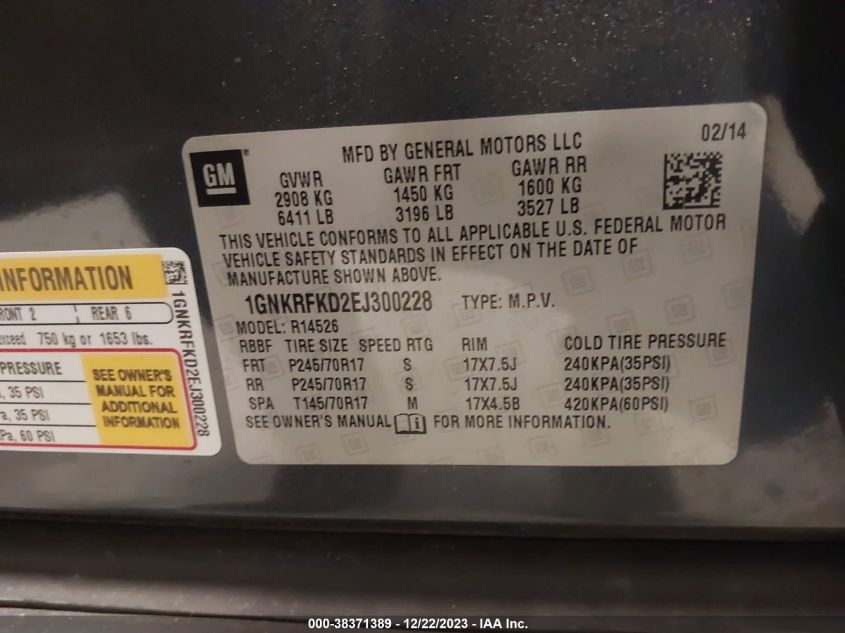 GM
MFD BY GENERAL MOTORS LLC
02/14
GVWR GAWR FRT GAWR RR
2908 KG 1450 KG 1600 KG
6411 LB 3196 LB 3527 LB
THIS VEHICLE CONFORMS TO ALL APPLICABLE U.S. FEDERAL MOTOR
VEHICLE SAFETY STANDARDS IN EFFECT ON THE DATE OF
MANUFACTURE SHOWN ABOVE.
1GNKRFKD2EJ300228 TYPE: M.P.V.
MODEL: R14526
RBBF TIRE SIZE SPEED RTG RIM COLD TIRE PRESSURE
FRT P245/70R17 S 17X7.5J 240KPA(35PSI)
RR P245/70R17 S 17X7.5J 240KPA(35PSI)
SPA T145/70R17 M 17X4.5B 420KPA(60PSI)
SEE OWNER'S MANUAL FOR MORE INFORMATION.
INFORMATION
RONT 2 REAR 6
exceed 750 kg or 1653 lbs.
PRESSURE
, 35 PSI
a, 35 PSI
Pa, 60 PSI
SEE OWNER'S
MANUAL FOR
ADDITIONAL
INFORMATION
1GNKRFKD2EJ300228
000-38371389 - 12/22/2023 - IAA Inc.